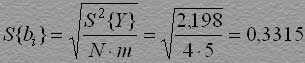 S{b_i} = √(S²{Y} / N·m) = √(2,198 / 4·5) = 0,3315